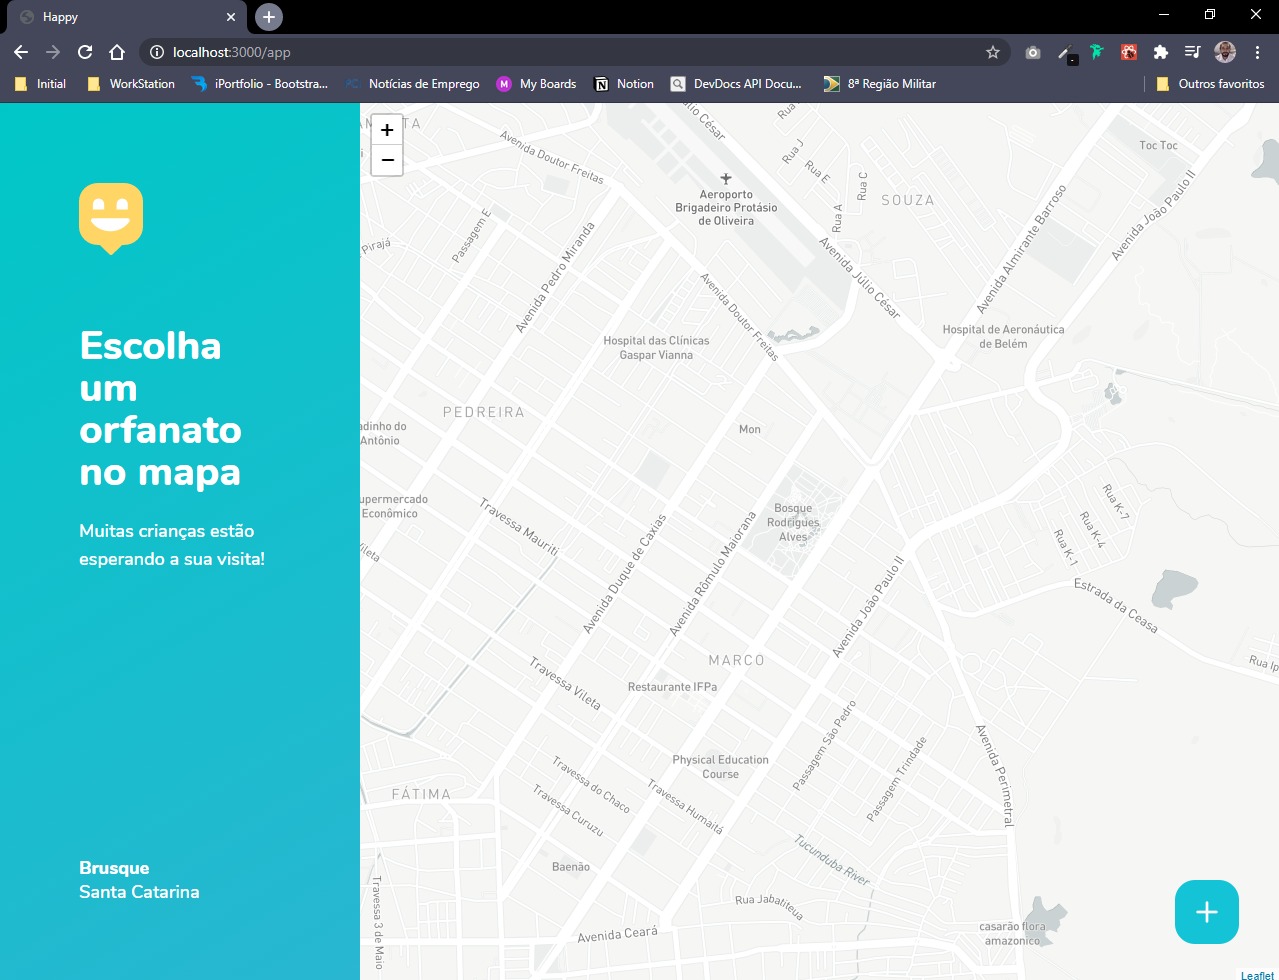 Happy
localhost:3000/app
Initial
WorkStation
iPortfolio - Bootstra...
Notícias de Emprego
My Boards
Notion
DevDocs API Docu...
8ª Região Militar
Outros favoritos
Escolha
um
orfanato
no mapa
Muitas crianças estão
esperando a sua visita!
Brusque
Santa Catarina
+
−
Avenida Doutor Freitas
Júlio César
Rua J
Rua E
Rua C
Rua A
Toc Toc
Avenida João Paulo II
Aeroporto
Brigadeiro Protásio
de Oliveira
SOUZA
Avenida Almirante Barroso
Pirajá
Passagem E
Avenida Pedro Miranda
Avenida Júlio César
Avenida Doutor Freitas
Hospital das Clínicas
Gaspar Vianna
Hospital de Aeronáutica
de Belém
PEDREIRA
adinho do
Antônio
Mon
upermercado
Econômico
Travessa Mauriti
Bosque
Rodrigues
Alves
Rua K-7
Rua K-4
Rua K-1
ileta
Avenida Duque de Caxias
Avenida Rômulo Maiorana
Avenida João Paulo II
Estrada da Ceasa
Rua Ip
MARCO
Travessa Vileta
Restaurante IFPa
Passagem São Pedro
Passagem Trindade
Avenida Perimetral
Physical Education
Course
FÁTIMA
Travessa do Chaco
Travessa Curuzu
Travessa Humaitá
Tucunduba River
Baenão
Rua Jabatiteua
Travessa 3 de Maio
Avenida Ceará
casarão flora
amazonico
Leaflet